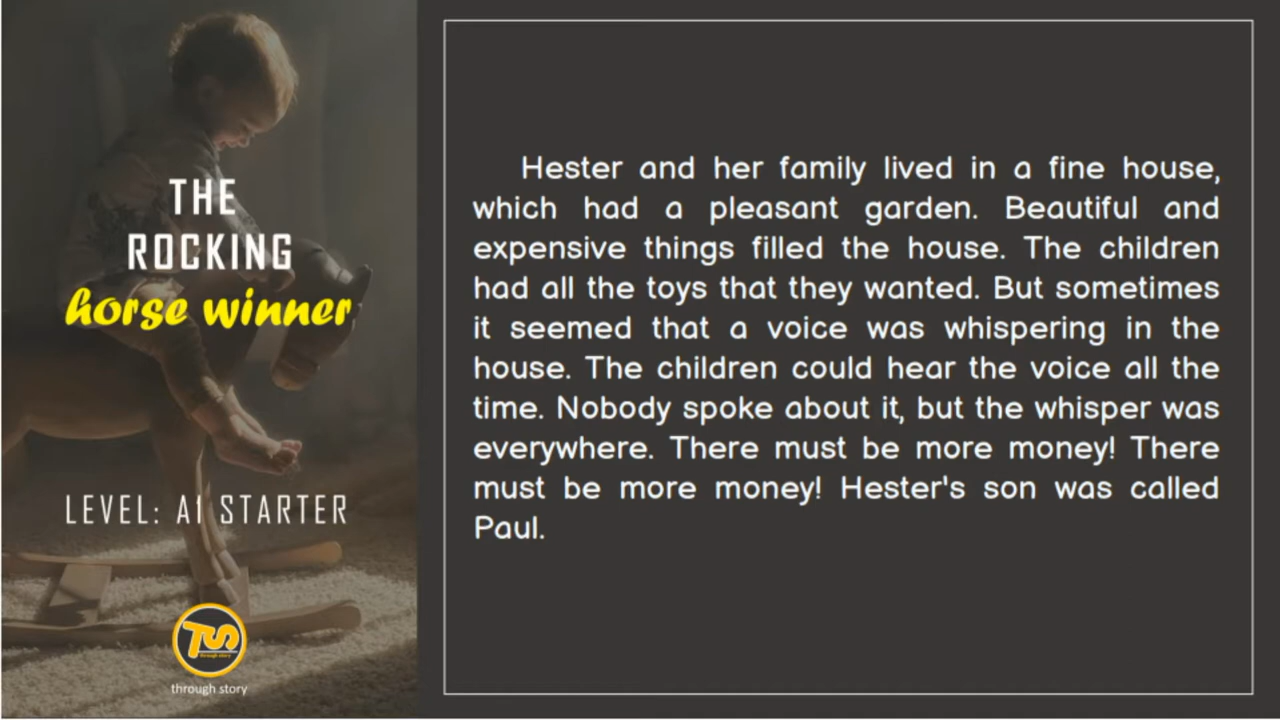 THE
ROCKING
horse winner
LEVEL: A1 STARTER
TS
through story
through story
Hester and her family lived in a fine house,
which had a pleasant garden. Beautiful and
expensive things filled the house. The children
had all the toys that they wanted. But sometimes
it seemed that a voice was whispering in the
house. The children could hear the voice all the
time. Nobody spoke about it, but the whisper was
everywhere. There must be more money! There
must be more money! Hester's son was called
Paul.